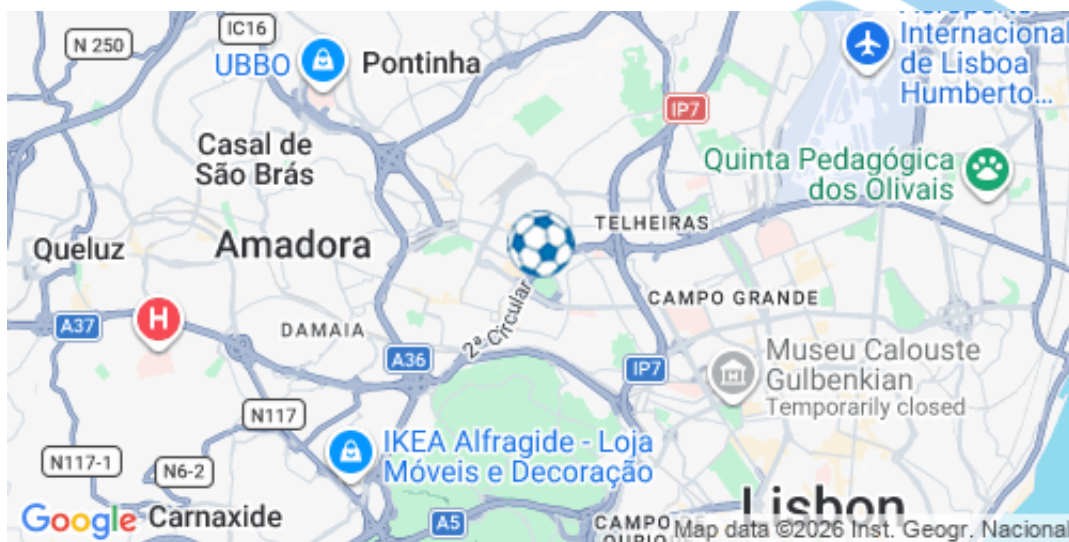 N 250
IC16
UBBO
Pontinha
Internacional
de Lisboa
Humberto...
IP7
Casal de
São Brás
Quinta Pedagógica
dos Olivais
TELHEIRAS
Queluz
Amadora
2ª Circular
CAMPO GRANDE
H
A37
DAMAIA
A36
IP7
Museu Calouste
Gulbenkian
Temporarily closed
N117
IKEA Alfragide - Loja
Móveis e Decoração
N117-1
N6-2
Lisbon
Google
Carnaxide
A5
CAMPO
Map data ©2026 Inst. Geogr. Nacional